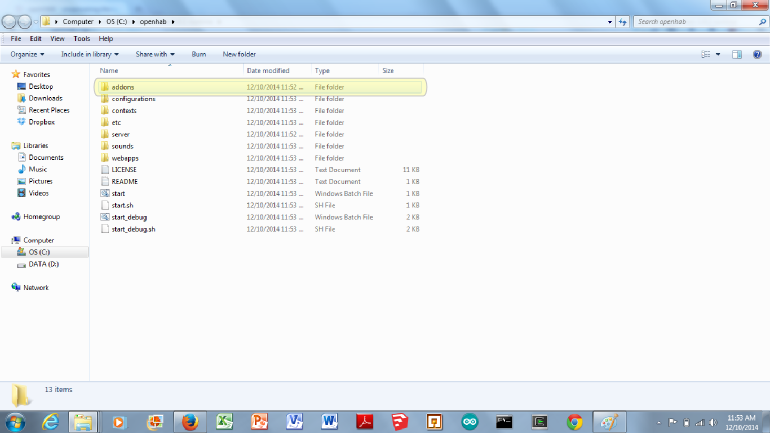 Computer ▸ OS (C:) ▸ openhab ▸
Search openhab
File Edit View Tools Help
Organize Include in library Share with Burn New folder
Name Date modified Type Size
Favorites
Desktop
Downloads
Recent Places
Dropbox
Libraries
Documents
Music
Pictures
Videos
Homegroup
Computer
OS (C:)
DATA (D:)
Network
addons 12/10/2014 11:52 ... File folder
configurations 12/10/2014 11:53 ... File folder
contexts 12/10/2014 11:53 ... File folder
etc 12/10/2014 11:53 ... File folder
server 12/10/2014 11:52 ... File folder
sounds 12/10/2014 11:53 ... File folder
webapps 12/10/2014 11:53 ... File folder
LICENSE 12/10/2014 11:53 ... Text Document 11 KB
README 12/10/2014 11:53 ... Text Document 1 KB
start 12/10/2014 11:53 ... Windows Batch File 1 KB
start.sh 12/10/2014 11:53 ... SH File 1 KB
start_debug 12/10/2014 11:53 ... Windows Batch File 2 KB
start_debug.sh 12/10/2014 11:53 ... SH File 2 KB
13 items
11:53 AM
12/10/2014